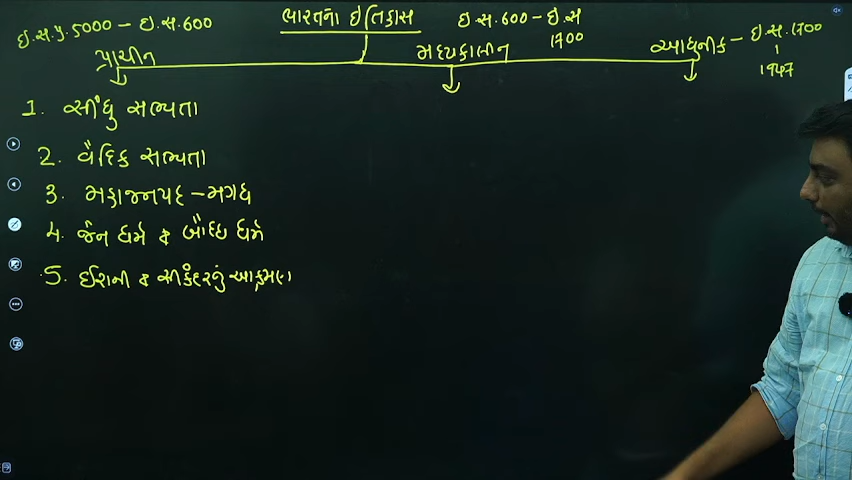 ભારતનો ઈતિહાસ
ઇ.સ.પૂ.5000 – ઇ.સ.600
પ્રાચીન
ઇ.સ.600 – ઇ.સ
1700
મધ્યકાલીન
આધુનીક – ઇ.સ.1700
1947
1. સીંધુ સભ્યતા
2. વૈદિક સભ્યતા
3. મહાજનપદ – મગધ
4. જૈન ધર્મ & બૌદ્ધ ધર્મ
5. ઈરાની & સીકંદરનું આક્રમણ